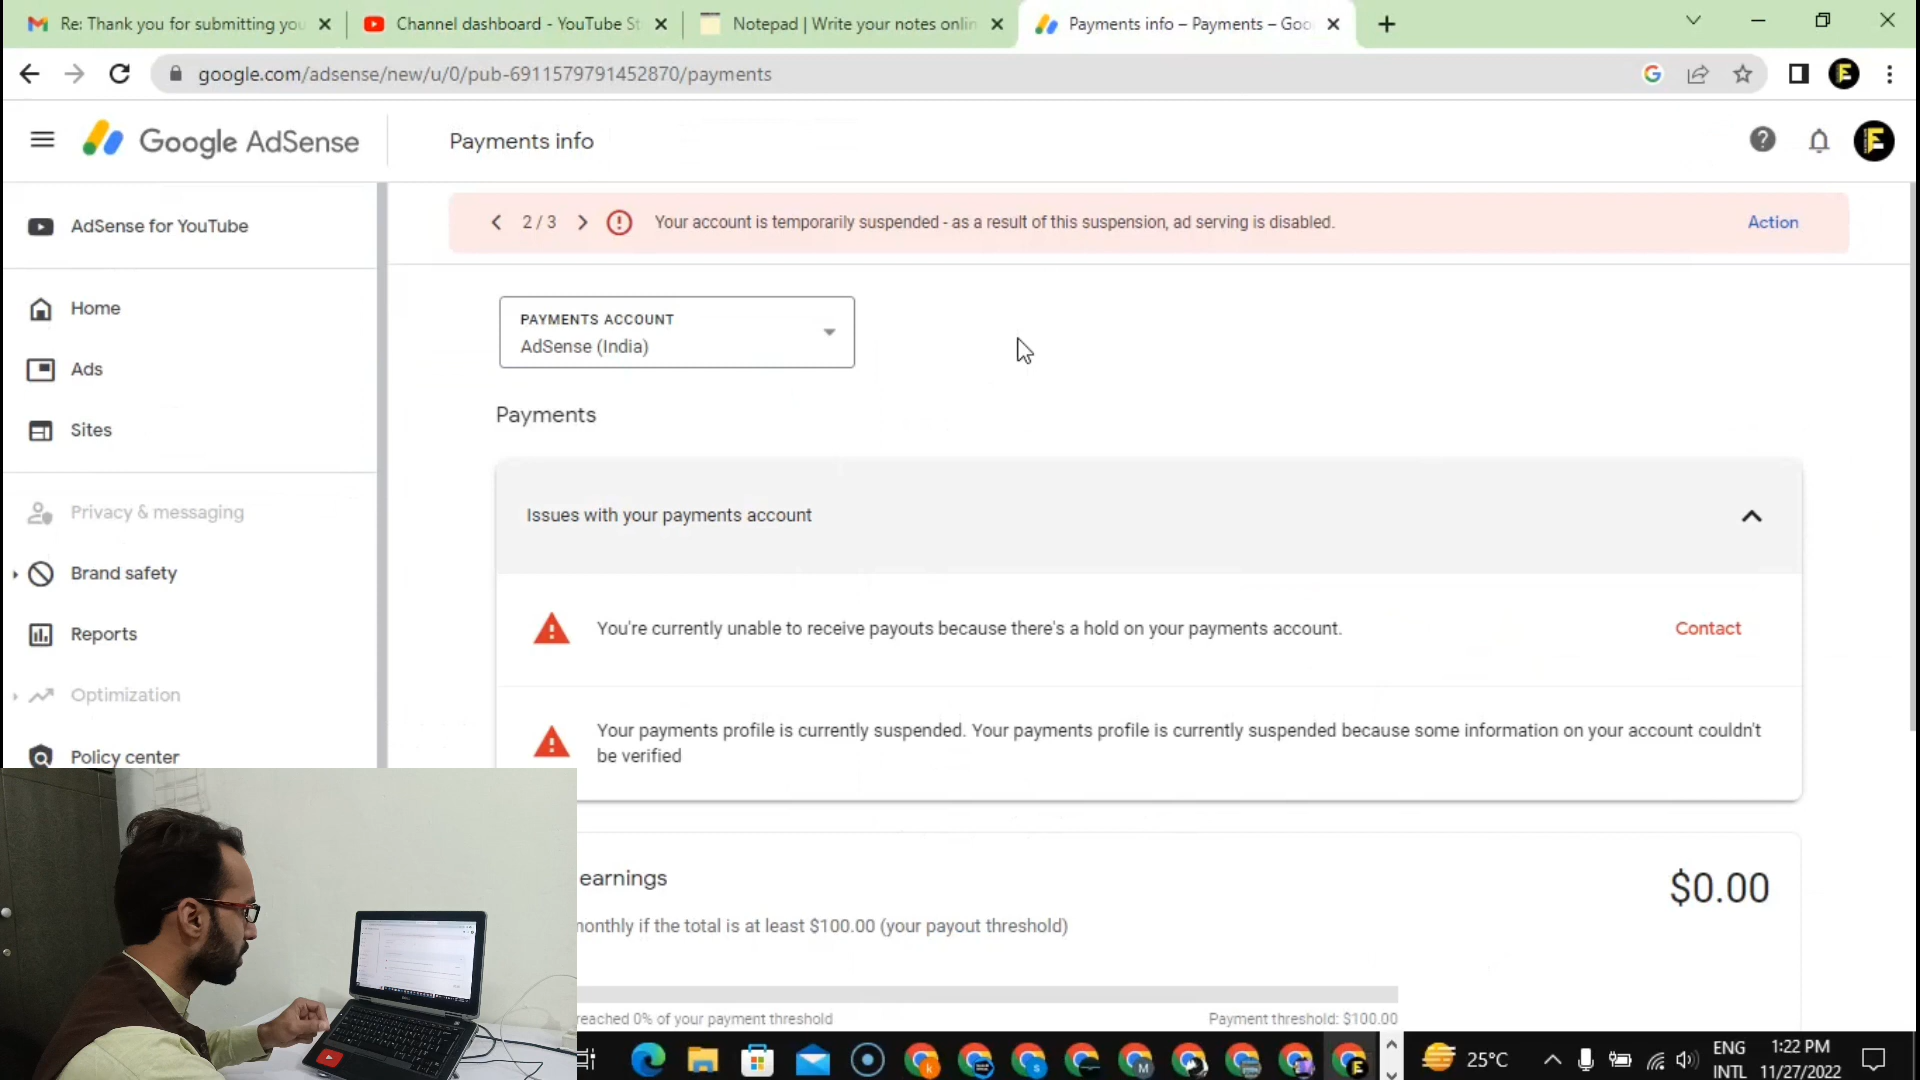 Re: Thank you for submitting you
Channel dashboard - YouTube St
Notepad | Write your notes onlin
Payments info – Payments – Goo
google.com/adsense/new/u/0/pub-6911579791452870/payments
Google AdSense
Payments info
AdSense for YouTube
2 / 3
Your account is temporarily suspended - as a result of this suspension, ad serving is disabled.
Action
Home
PAYMENTS ACCOUNT
AdSense (India)
Ads
Payments
Sites
Privacy & messaging
Issues with your payments account
Brand safety
Reports
You're currently unable to receive payouts because there's a hold on your payments account.
Contact
Optimization
Your payments profile is currently suspended. Your payments profile is currently suspended because some information on your account couldn't
be verified
Policy center
earnings
$0.00
monthly if the total is at least $100.00 (your payout threshold)
reached 0% of your payment threshold
Payment threshold: $100.00
25°C
ENG
INTL
1:22 PM
11/27/2022